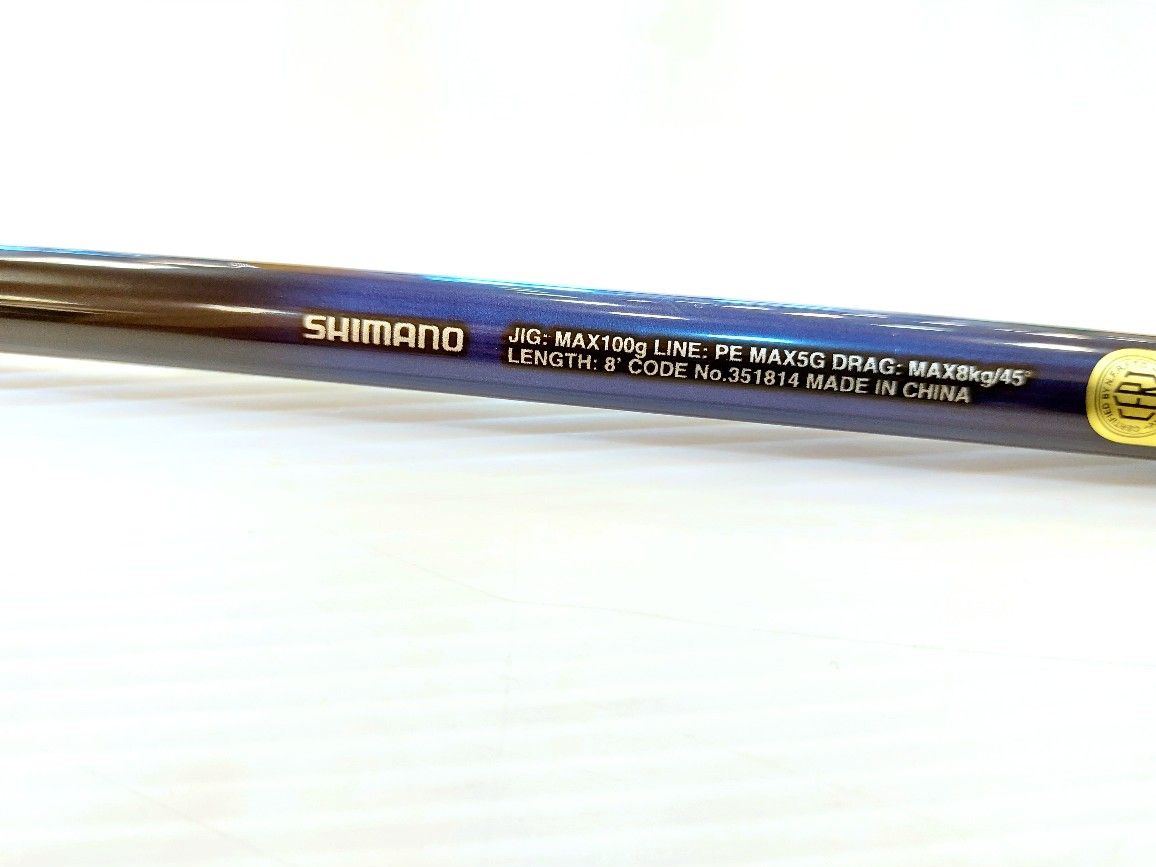 SHIMANO
JIG: MAX100g LINE: PE MAX5G DRAG: MAX8kg/45°
LENGTH: 8' CODE No.351814 MADE IN CHINA